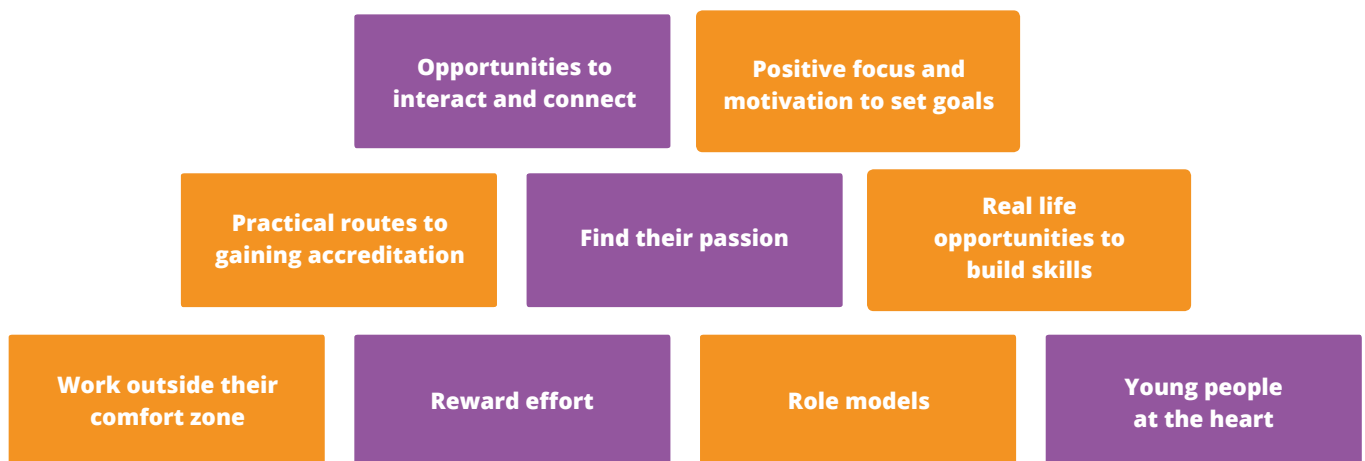 Opportunities to
interact and connect
Positive focus and
motivation to set goals
Practical routes to
gaining accreditation
Find their passion
Real life
opportunities to
build skills
Work outside their
comfort zone
Reward effort
Role models
Young people
at the heart